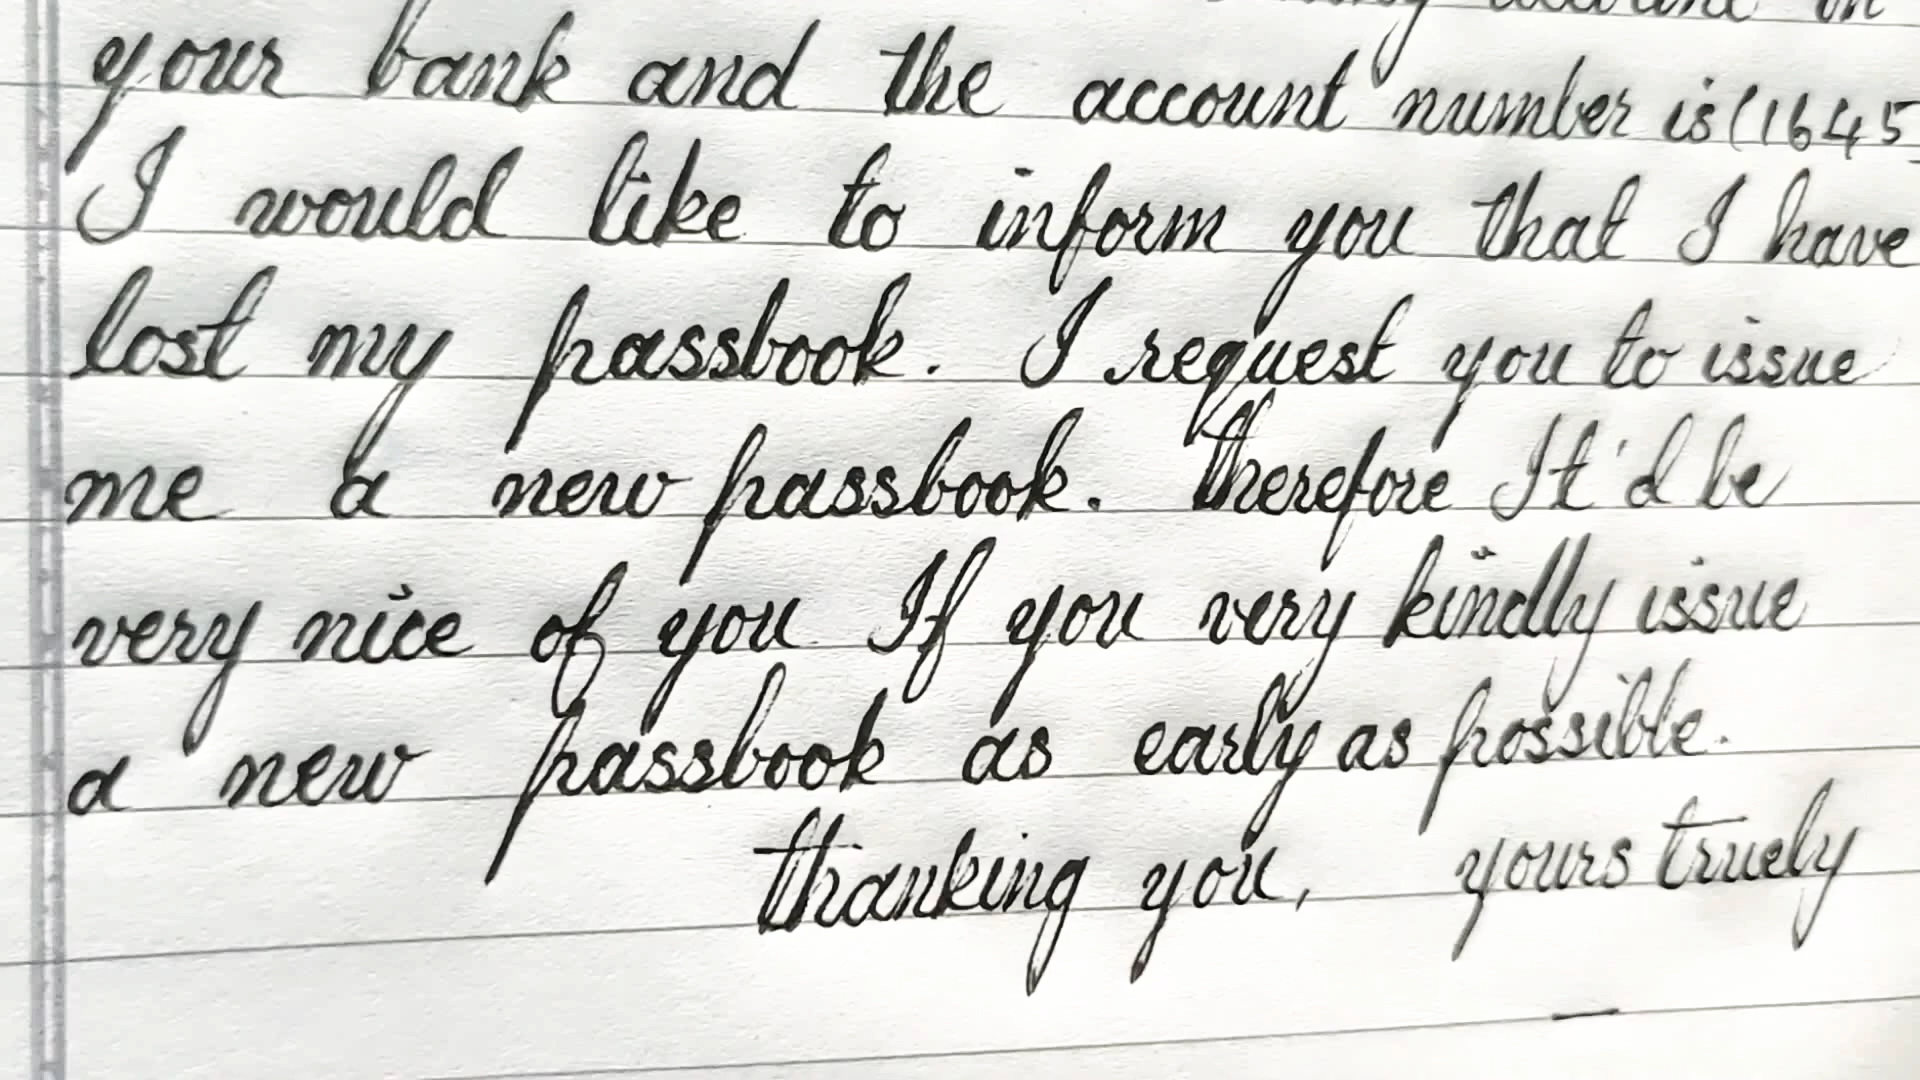 account in
your bank and the account number is (1645
I would like to inform you that I have
lost my passbook. I request you to issue
me a new passbook. Therefore It'd be
very nice of you If you very kindly issue
a new passbook as early as possible.
Thanking you, yours truely